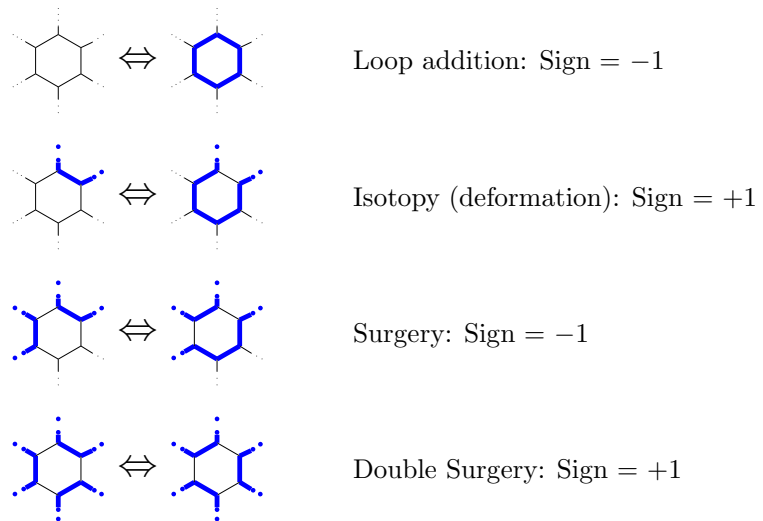 Loop addition: Sign = −1
Isotopy (deformation): Sign = +1
Surgery: Sign = −1
Double Surgery: Sign = +1